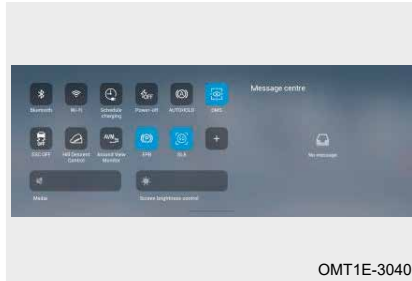 Bluetooth
Wi-Fi
Schedule charging
Power-off
AUTOHOLD
DMS
Message centre
ESC OFF
Hill Descent Control
Around View Monitor
EPB
No message
Media
Screen brightness control
OMT1E-3040